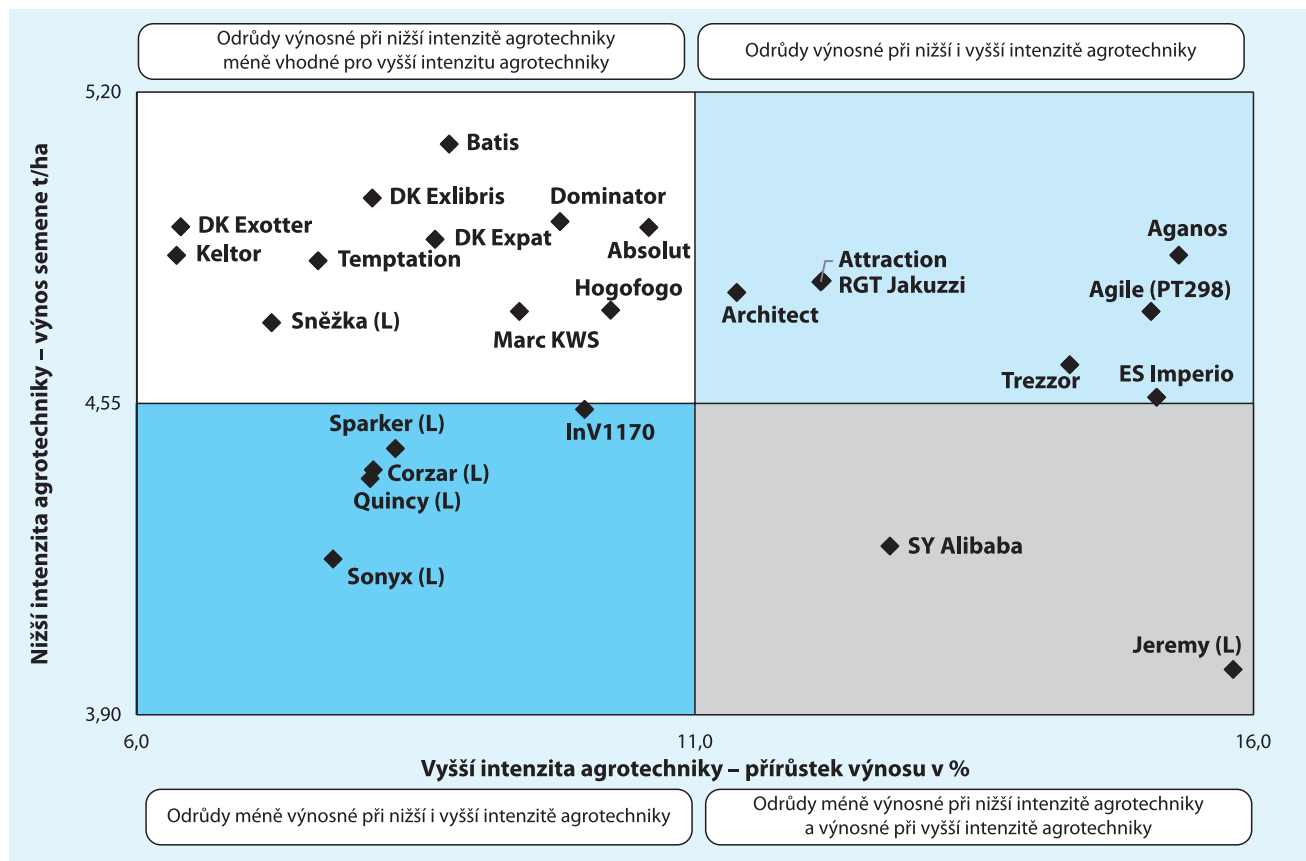 Odrůdy výnosné při nižší intenzitě agrotechniky
méně vhodné pro vyšší intenzitu agrotechniky
Odrůdy výnosné při nižší i vyšší intenzitě agrotechniky
Nižší intenzita agrotechniky – výnos semene t/ha
5,20
Batis
DK Exlibris
Dominator
DK Exotter
DK Expat
Absolut
Keltor
Temptation
Hogofogo
Sněžka (L)
Marc KWS
Aganos
Attraction
RGT Jakuzzi
Agile (PT298)
Architect
Trezzor
ES Imperio
4,55
Sparker (L)
InV1170
Corzar (L)
Quincy (L)
Sonyx (L)
SY Alibaba
Jeremy (L)
3,90
6,0
11,0
16,0
Vyšší intenzita agrotechniky – přírůstek výnosu v %
Odrůdy méně výnosné při nižší i vyšší intenzitě agrotechniky
Odrůdy méně výnosné při nižší intenzitě agrotechniky
a výnosné při vyšší intenzitě agrotechniky